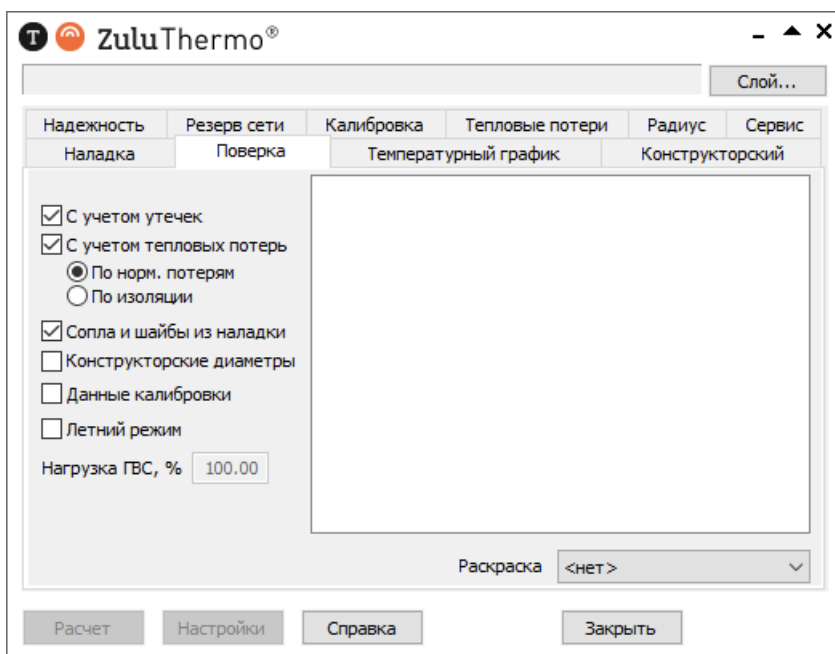 T ZuluThermo®
Слой...
Надежность Резерв сети Калибровка Тепловые потери Радиус Сервис
Наладка Поверка Температурный график Конструкторский
С учетом утечек
С учетом тепловых потерь
По норм. потерям
По изоляции
Сопла и шайбы из наладки
Конструкторские диаметры
Данные калибровки
Летний режим
Нагрузка ГВС, % 100.00
Раскраска <нет>
Расчет Настройки Справка Закрыть